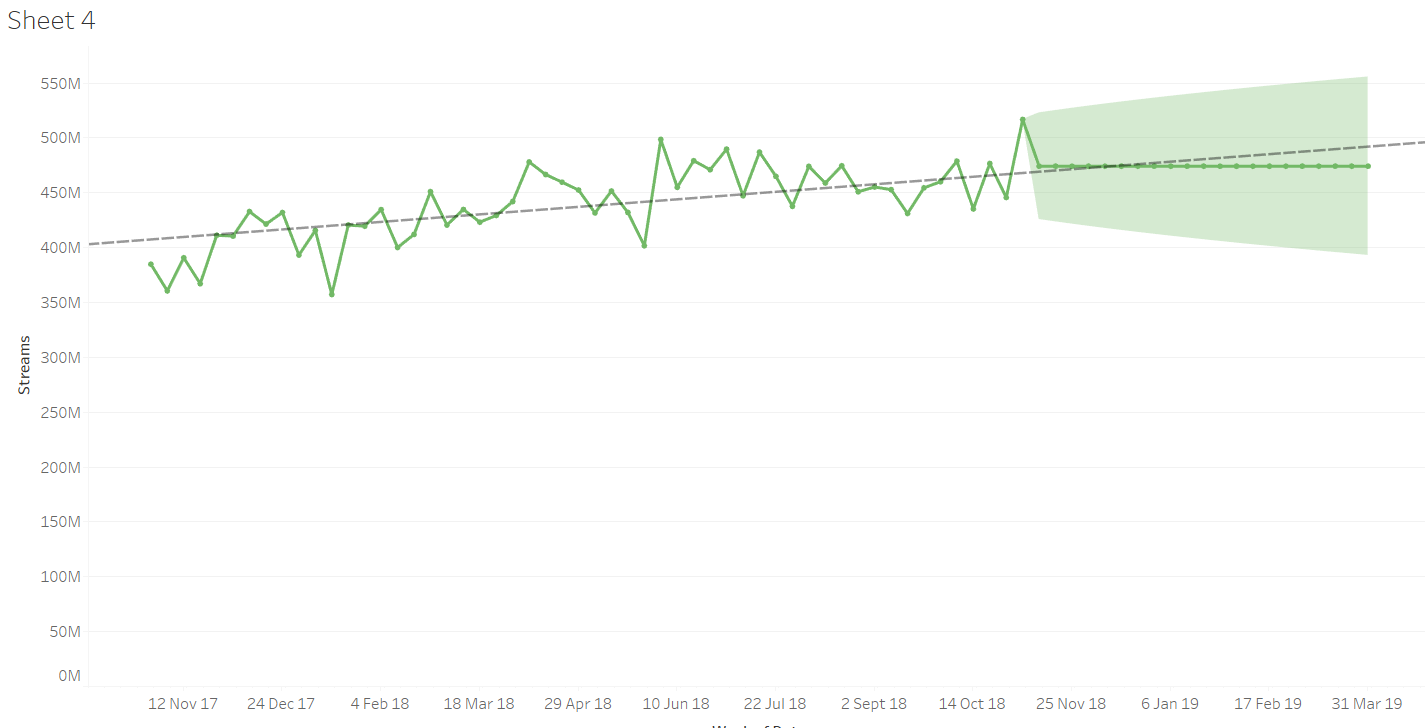 Sheet 4
550M
500M
450M
400M
350M
300M
250M
200M
150M
100M
50M
0M
Streams
12 Nov 17 24 Dec 17 4 Feb 18 18 Mar 18 29 Apr 18 10 Jun 18 22 Jul 18 2 Sept 18 14 Oct 18 25 Nov 18 6 Jan 19 17 Feb 19 31 Mar 19